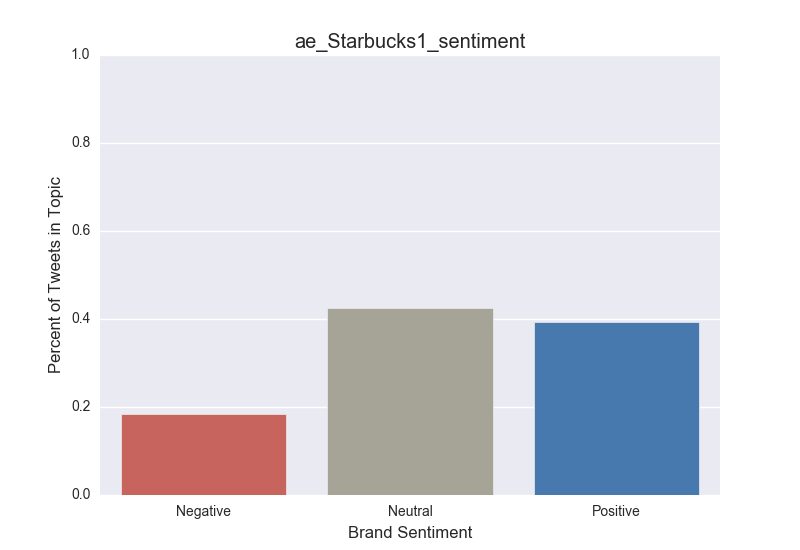 ae_Starbucks1_sentiment
1.0
0.8
0.6
0.4
0.2
0.0
Percent of Tweets in Topic
Negative
Neutral
Positive
Brand Sentiment